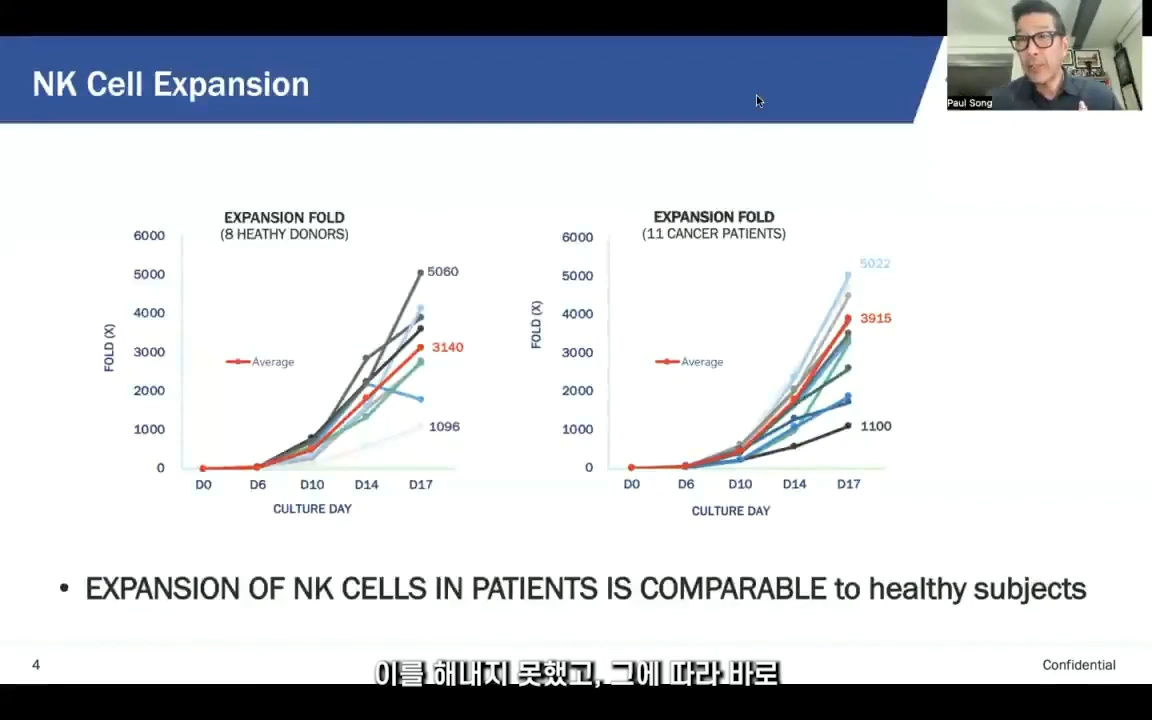 NK Cell Expansion
Paul Song
EXPANSION FOLD
(8 HEATHY DONORS)
6000
5000
4000
3000
2000
1000
0
FOLD (X)
Average
5060
3140
1096
D0 D6 D10 D14 D17
CULTURE DAY
EXPANSION FOLD
(11 CANCER PATIENTS)
6000
5000
4000
3000
2000
1000
0
FOLD (X)
Average
5022
3915
1100
D0 D6 D10 D14 D17
CULTURE DAY
• EXPANSION OF NK CELLS IN PATIENTS IS COMPARABLE to healthy subjects
4
Confidential
이를 해내지 못했고, 그에 따라 바로